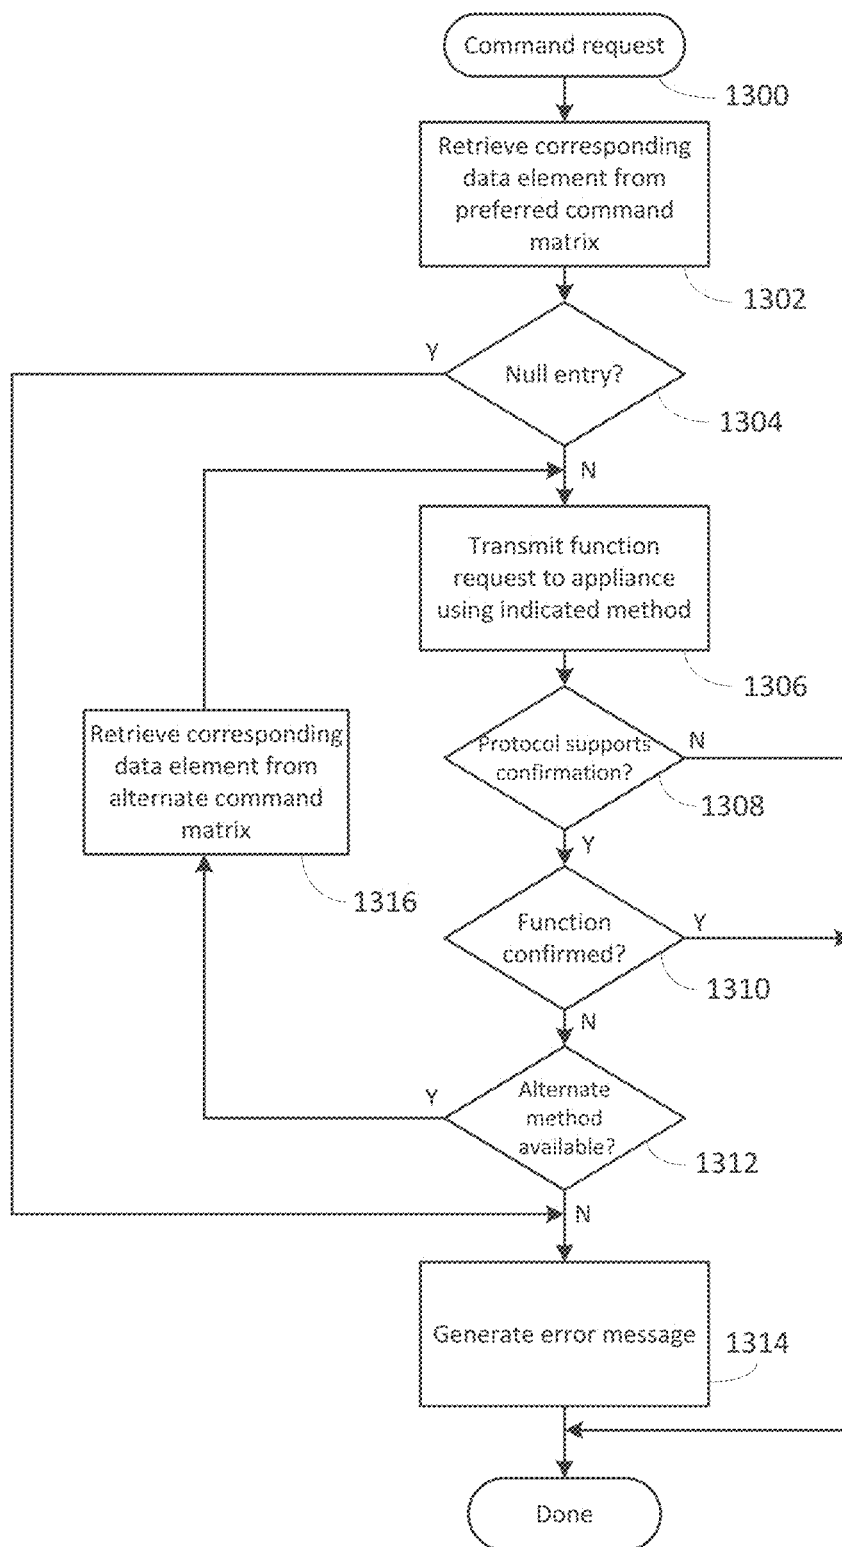 Command request
1300
Retrieve corresponding
data element from
preferred command
matrix
1302
Y
Null entry?
1304
N
Transmit function
request to appliance
using indicated method
1306
Retrieve corresponding
data element from
alternate command
matrix
1316
Protocol supports
confirmation?
N
1308
Y
Function
confirmed?
Y
1310
N
Y
Alternate
method
available?
1312
N
Generate error message
1314
Done